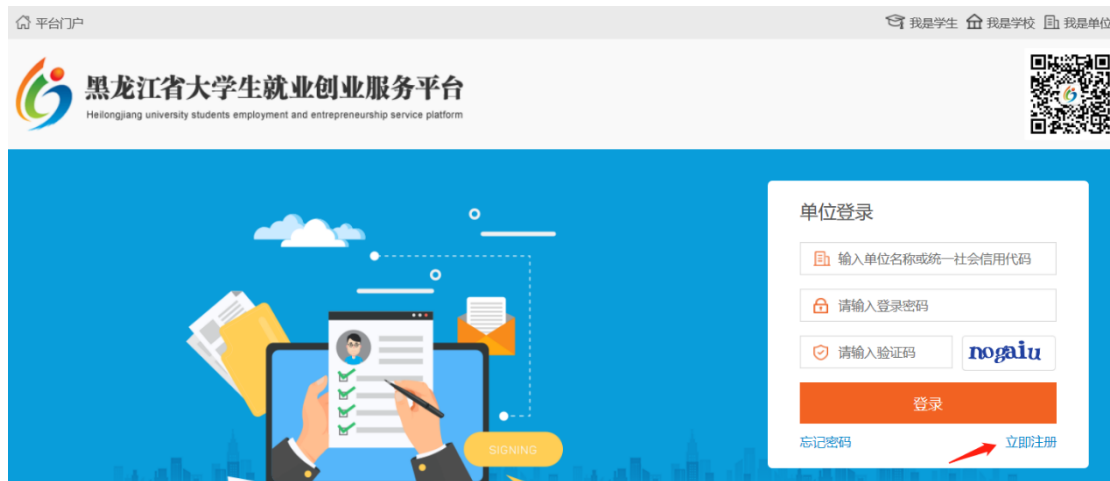 平台门户
我是学生 我是学校 我是单位
黑龙江省大学生就业创业服务平台
Heilongjiang university students employment and entrepreneurship service platform
单位登录
输入单位名称或统一社会信用代码
请输入登录密码
请输入验证码 nogaiu
登录
忘记密码 立即注册
SIGNING